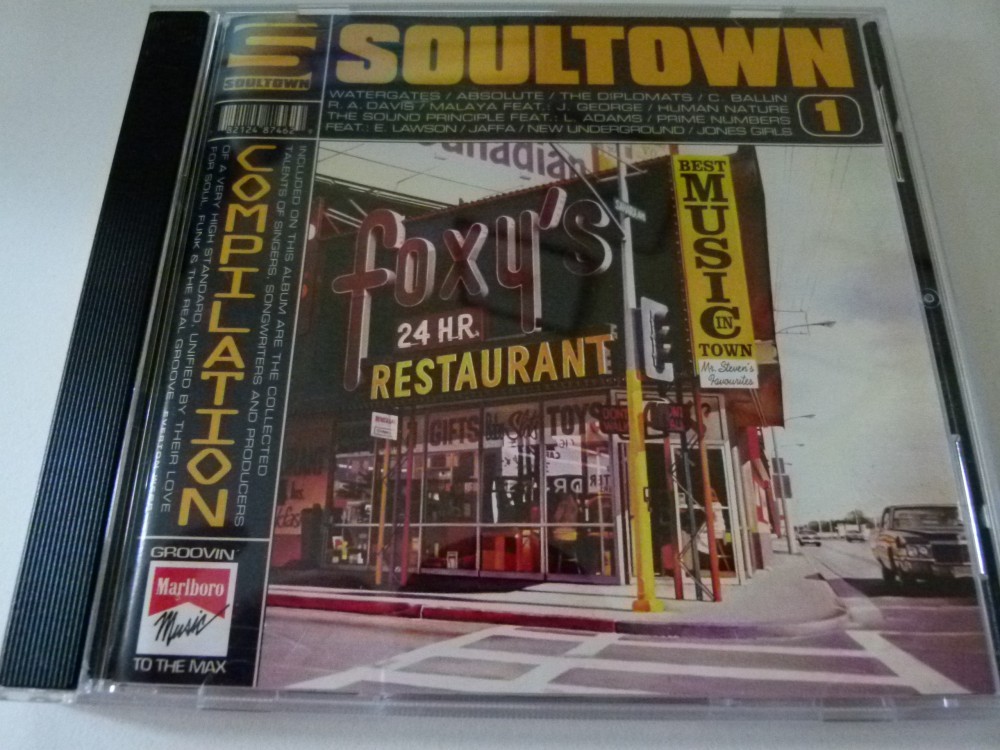 SOULTOWN
SOULTOWN
WATERGATES / ABSOLUTE / THE DIPLOMATS / C. BALLIN
R. A. DAVIS / MALAYA FEAT.: J. GEORGE / HUMAN NATURE
THE SOUND PRINCIPLE FEAT.: L. ADAMS / PRIME NUMBERS
FEAT.: E. LAWSON / JAFFA / NEW UNDERGROUND / JONES GIRLS
1
82124 87462
COMPILATION
INCLUDED ON THIS ALBUM ARE THE COLLECTED
TALENTS OF SINGERS, SONGWRITERS AND PRODUCERS
OF A VERY HIGH STANDARD, UNIFIED BY THEIR LOVE
FOR SOUL, FUNK & THE REAL GROOVE.
GROOVIN'
Marlboro
Music
TO THE MAX
foxy's
24 HR.
RESTAURANT
BEST
MUSIC
IN
TOWN
Mr. Steven's
Favourites
GIFTS
TOYS